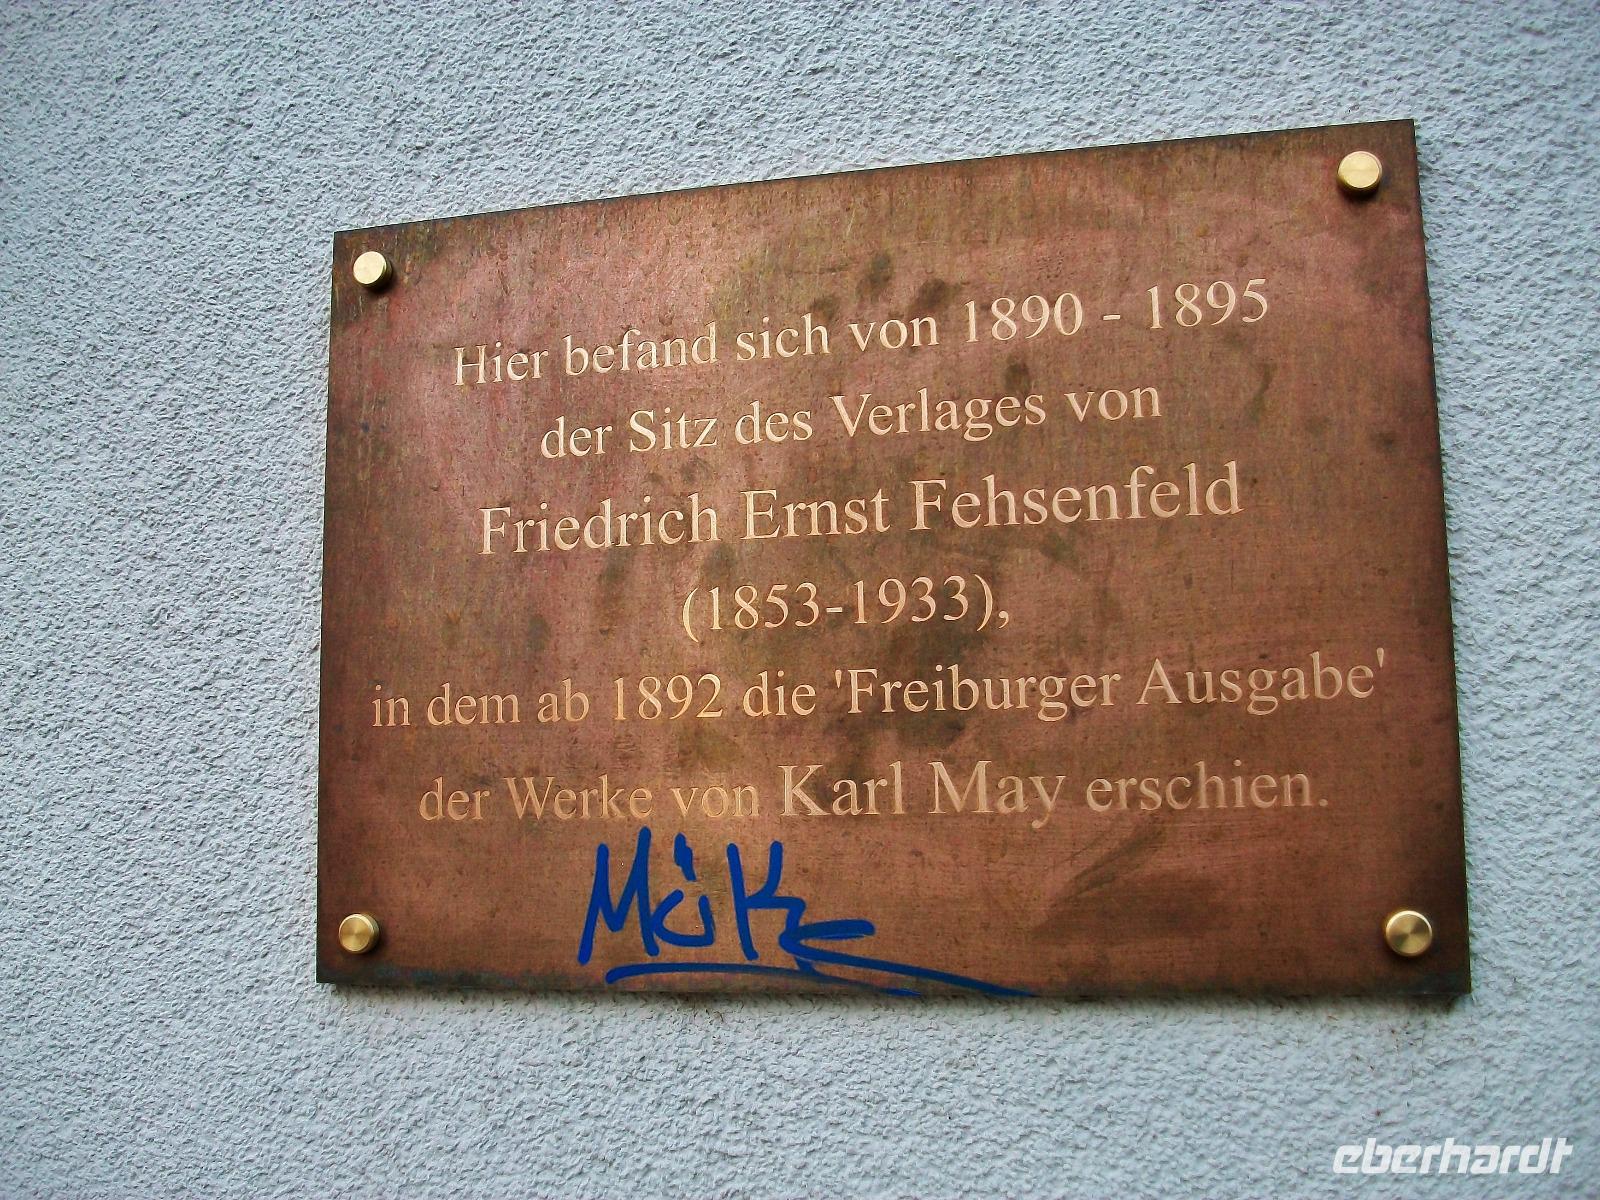 Hier befand sich von 1890 - 1895
der Sitz des Verlages von
Friedrich Ernst Fehsenfeld
(1853-1933),
in dem ab 1892 die 'Freiburger Ausgabe'
der Werke von Karl May erschien.
eberhardt